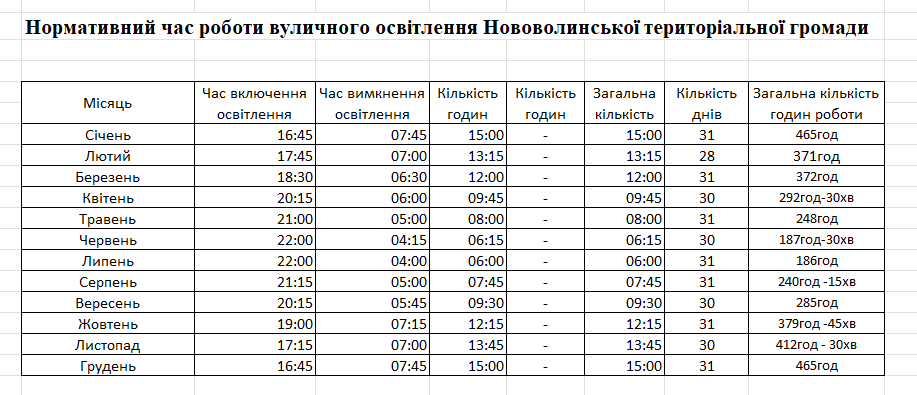 Нормативний час роботи вуличного освітлення Нововолинської територіальної громади
Місяць Час включення освітлення Час вимкнення освітлення Кількість годин Кількість годин Загальна кількість Кількість днів Загальна кількість годин роботи
Січень 16:45 07:45 15:00 - 15:00 31 465год
Лютий 17:45 07:00 13:15 - 13:15 28 371год
Березень 18:30 06:30 12:00 - 12:00 31 372год
Квітень 20:15 06:00 09:45 - 09:45 30 292год-30хв
Травень 21:00 05:00 08:00 - 08:00 31 248год
Червень 22:00 04:15 06:15 - 06:15 30 187год-30хв
Липень 22:00 04:00 06:00 - 06:00 31 186год
Серпень 21:15 05:00 07:45 - 07:45 31 240год -15хв
Вересень 20:15 05:45 09:30 - 09:30 30 285год
Жовтень 19:00 07:15 12:15 - 12:15 31 379год -45хв
Листопад 17:15 07:00 13:45 - 13:45 30 412год - 30хв
Грудень 16:45 07:45 15:00 - 15:00 31 465год